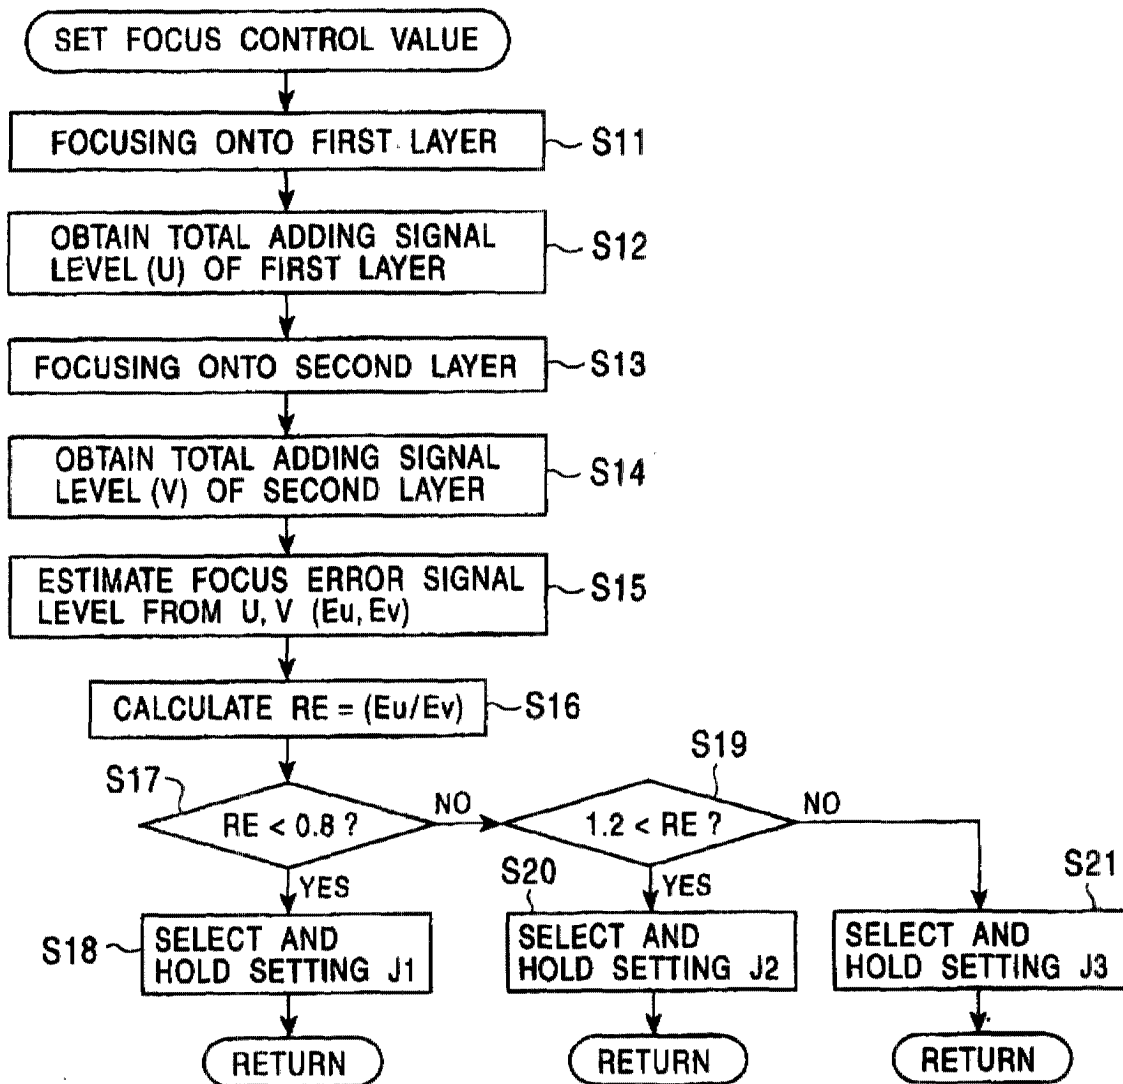 SET FOCUS CONTROL VALUE
FOCUSING ONTO FIRST LAYER
S11
OBTAIN TOTAL ADDING SIGNAL
LEVEL (U) OF FIRST LAYER
S12
FOCUSING ONTO SECOND LAYER
S13
OBTAIN TOTAL ADDING SIGNAL
LEVEL (V) OF SECOND LAYER
S14
ESTIMATE FOCUS ERROR SIGNAL
LEVEL FROM U, V (Eu, Ev)
S15
CALCULATE RE = (Eu/Ev)
S16
S17
RE < 0.8 ?
NO
YES
S19
1.2 < RE ?
NO
YES
S18
SELECT AND
HOLD SETTING J1
S20
SELECT AND
HOLD SETTING J2
S21
SELECT AND
HOLD SETTING J3
RETURN
RETURN
RETURN